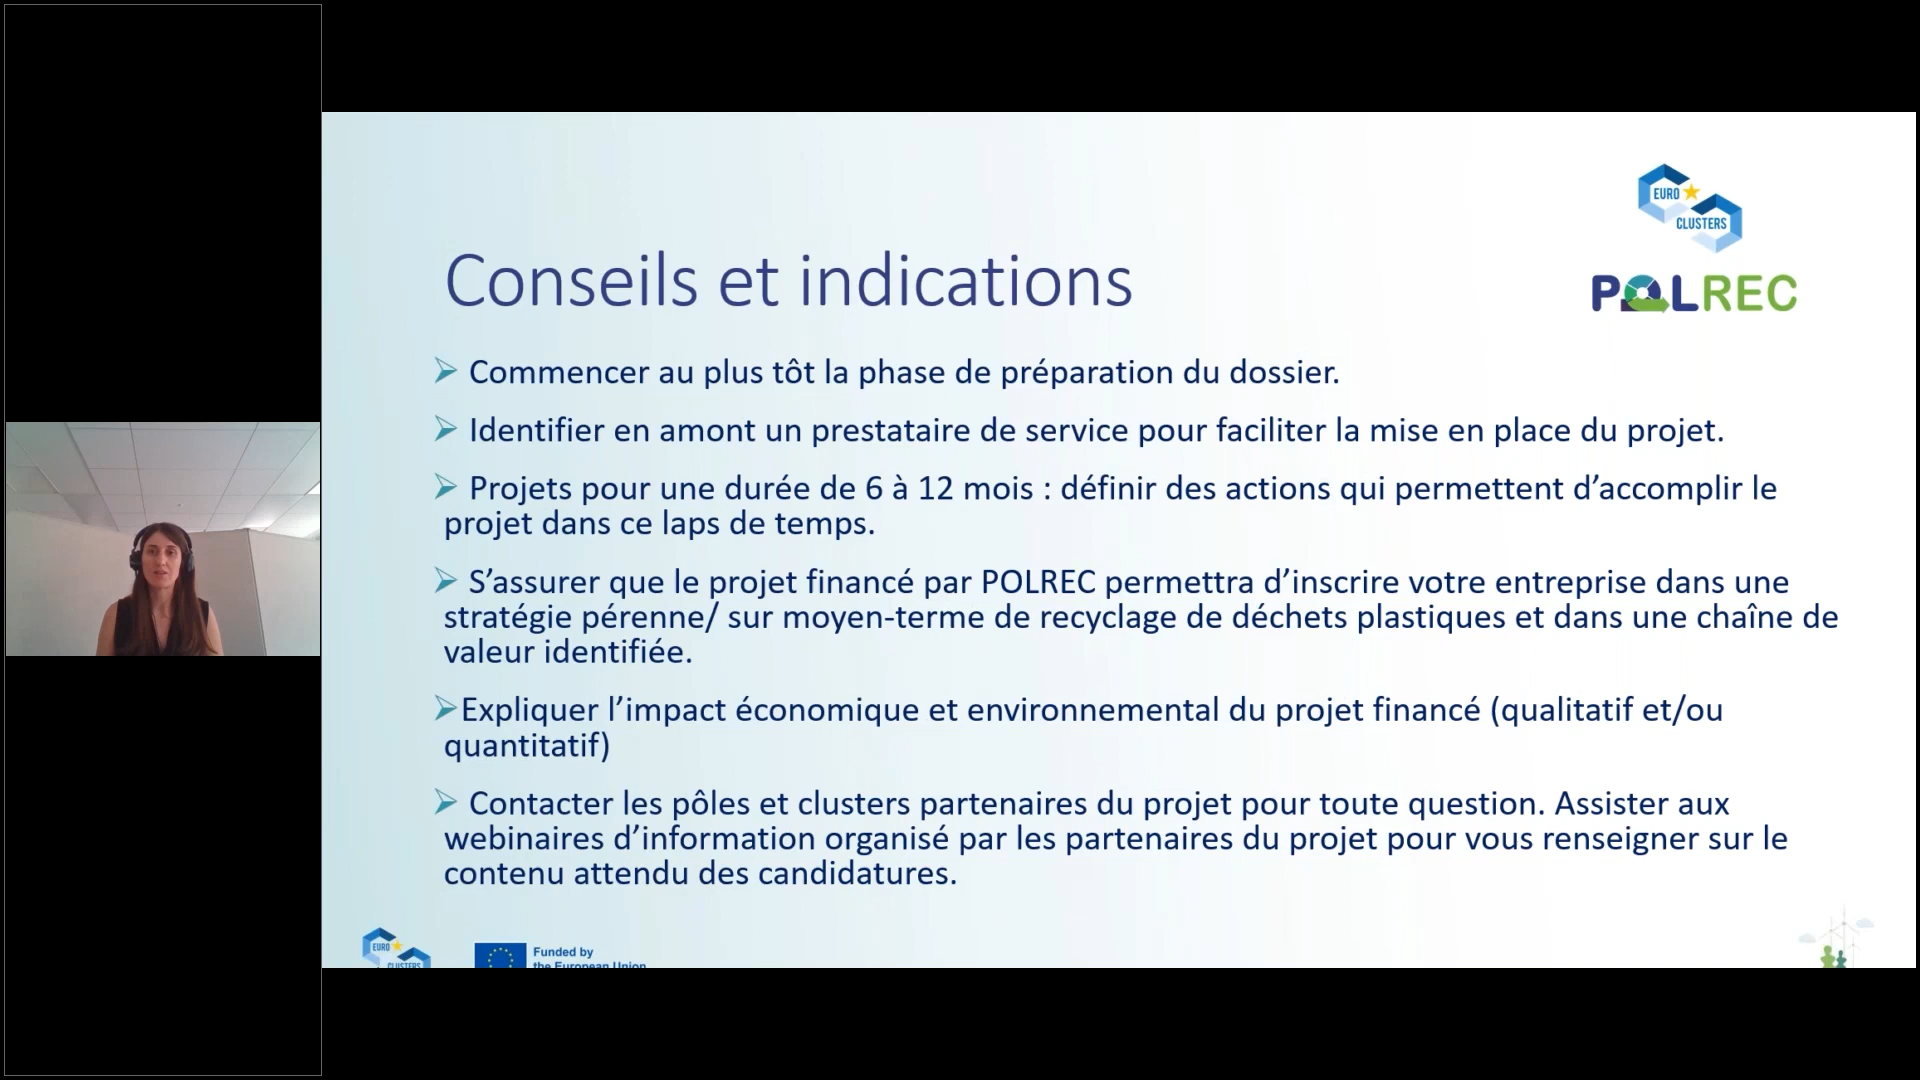 EURO
CLUSTERS
POLREC
Conseils et indications
Commencer au plus tôt la phase de préparation du dossier.
Identifier en amont un prestataire de service pour faciliter la mise en place du projet.
Projets pour une durée de 6 à 12 mois : définir des actions qui permettent d’accomplir le
projet dans ce laps de temps.
S’assurer que le projet financé par POLREC permettra d’inscrire votre entreprise dans une
stratégie pérenne/ sur moyen-terme de recyclage de déchets plastiques et dans une chaîne de
valeur identifiée.
Expliquer l’impact économique et environnemental du projet financé (qualitatif et/ou
quantitatif)
Contacter les pôles et clusters partenaires du projet pour toute question. Assister aux
webinaires d’information organisé par les partenaires du projet pour vous renseigner sur le
contenu attendu des candidatures.
EURO
CLUSTERS
Funded by
the European Union